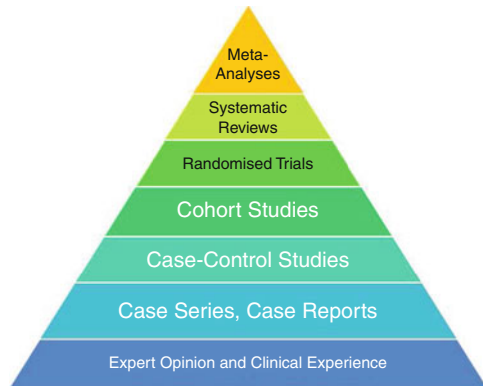 Meta-
Analyses
Systematic
Reviews
Randomised Trials
Cohort Studies
Case-Control Studies
Case Series, Case Reports
Expert Opinion and Clinical Experience